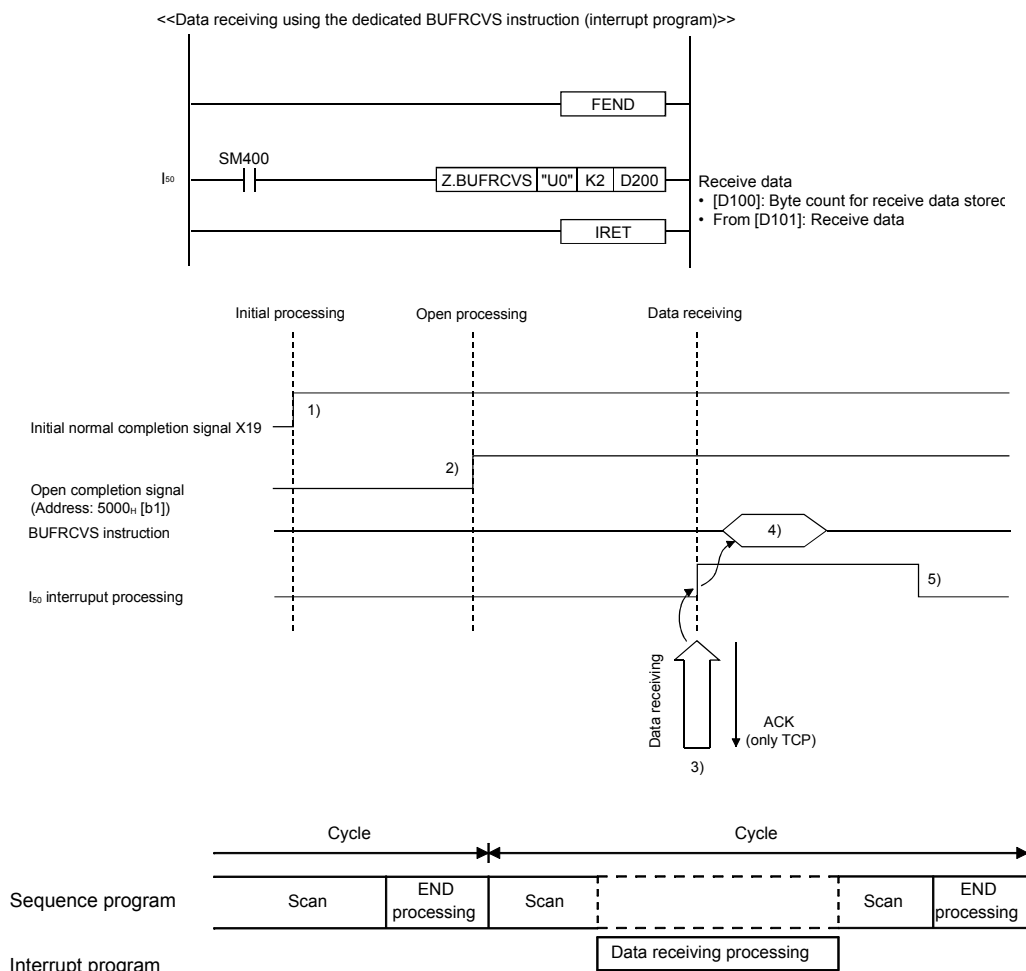 <<Data receiving using the dedicated BUFRCVS instruction (interrupt program)>>
FEND
SM400
I50
Z.BUFRCVS "U0" K2 D200
Receive data
• [D100]: Byte count for receive data stored
• From [D101]: Receive data
IRET
Initial processing
Open processing
Data receiving
1)
Initial normal completion signal X19
2)
Open completion signal
(Address: 5000H [b1])
BUFRCVS instruction
4)
5)
I50 interruput processing
Data receiving
ACK
(only TCP)
3)
Cycle
Cycle
Sequence program
Scan
END
processing
Scan
Scan
END
processing
Data receiving processing
Interrupt program